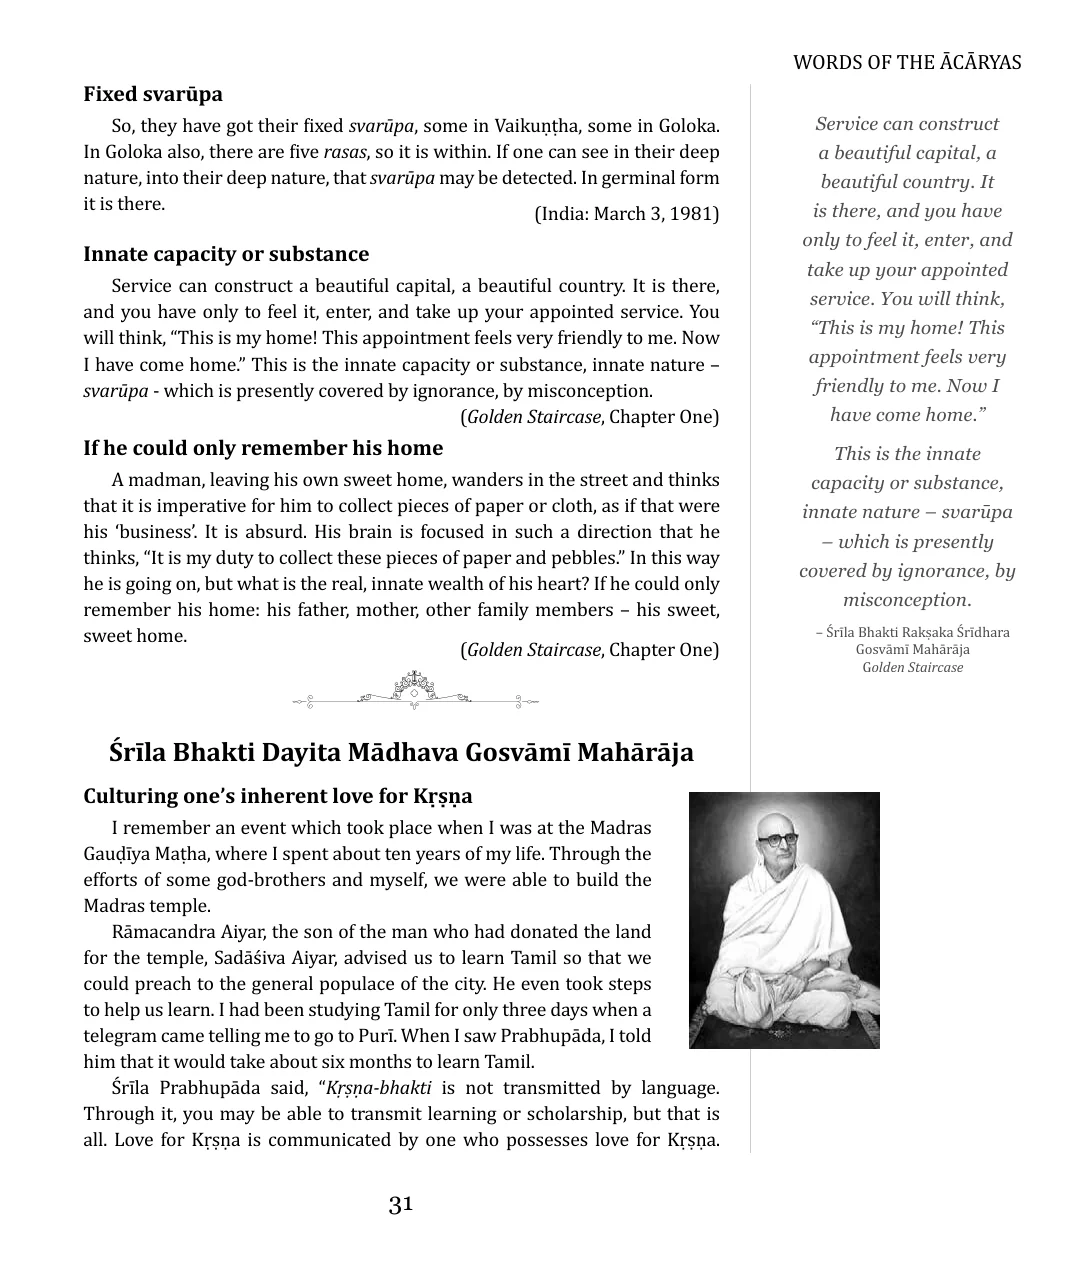 WORDS OF THE ĀCĀRYAS
Fixed svarūpa
So, they have got their fixed svarūpa, some in Vaikuṇṭha, some in Goloka.
In Goloka also, there are five rasas, so it is within. If one can see in their deep
nature, into their deep nature, that svarūpa may be detected. In germinal form
it is there.
(India: March 3, 1981)
Innate capacity or substance
Service can construct a beautiful capital, a beautiful country. It is there,
and you have only to feel it, enter, and take up your appointed service. You
will think, “This is my home! This appointment feels very friendly to me. Now
I have come home.” This is the innate capacity or substance, innate nature –
svarūpa - which is presently covered by ignorance, by misconception.
(Golden Staircase, Chapter One)
If he could only remember his home
A madman, leaving his own sweet home, wanders in the street and thinks
that it is imperative for him to collect pieces of paper or cloth, as if that were
his ‘business’. It is absurd. His brain is focused in such a direction that he
thinks, “It is my duty to collect these pieces of paper and pebbles.” In this way
he is going on, but what is the real, innate wealth of his heart? If he could only
remember his home: his father, mother, other family members – his sweet,
sweet home.
(Golden Staircase, Chapter One)
Śrīla Bhakti Dayita Mādhava Gosvāmī Mahārāja
Culturing one’s inherent love for Kṛṣṇa
I remember an event which took place when I was at the Madras
Gauḍīya Maṭha, where I spent about ten years of my life. Through the
efforts of some god-brothers and myself, we were able to build the
Madras temple.
Rāmacandra Aiyar, the son of the man who had donated the land
for the temple, Sadāśiva Aiyar, advised us to learn Tamil so that we
could preach to the general populace of the city. He even took steps
to help us learn. I had been studying Tamil for only three days when a
telegram came telling me to go to Purī. When I saw Prabhupāda, I told
him that it would take about six months to learn Tamil.
Śrīla Prabhupāda said, “Kṛṣṇa-bhakti is not transmitted by language.
Through it, you may be able to transmit learning or scholarship, but that is
all. Love for Kṛṣṇa is communicated by one who possesses love for Kṛṣṇa.
Service can construct
a beautiful capital, a
beautiful country. It
is there, and you have
only to feel it, enter, and
take up your appointed
service. You will think,
“This is my home! This
appointment feels very
friendly to me. Now I
have come home.”
This is the innate
capacity or substance,
innate nature – svarūpa
– which is presently
covered by ignorance, by
misconception.
– Śrīla Bhakti Rakṣaka Śrīdhara
Gosvāmī Mahārāja
Golden Staircase
31